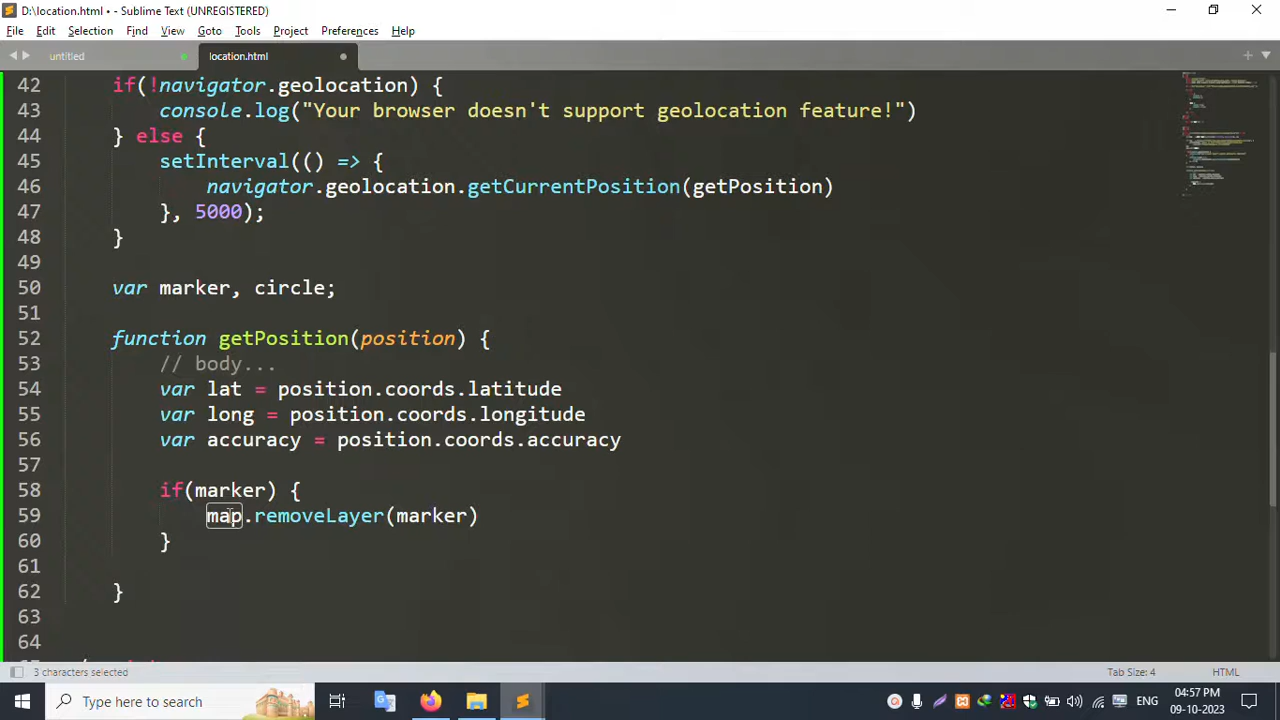 D:\location.html • - Sublime Text (UNREGISTERED)
File Edit Selection Find View Goto Tools Project Preferences Help
untitled location.html
42 if(!navigator.geolocation) {
43 console.log("Your browser doesn't support geolocation feature!")
44 } else {
45 setInterval(() => {
46 navigator.geolocation.getCurrentPosition(getPosition)
47 }, 5000);
48 }
49
50 var marker, circle;
51
52 function getPosition(position) {
53 // body...
54 var lat = position.coords.latitude
55 var long = position.coords.longitude
56 var accuracy = position.coords.accuracy
57
58 if(marker) {
59 map.removeLayer(marker)
60 }
61
62 }
63
64
3 characters selected Tab Size: 4 HTML
Type here to search ENG 04:57 PM
09-10-2023